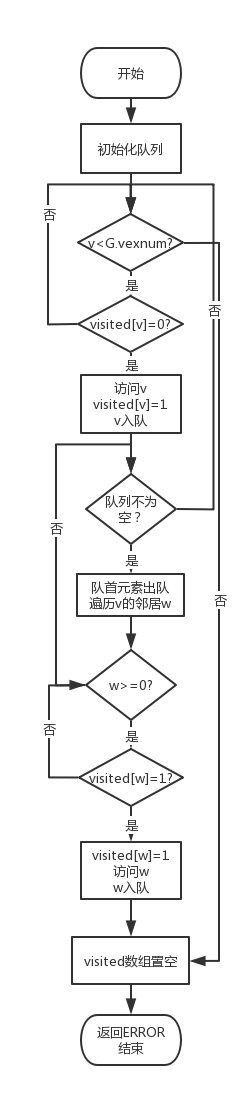 开始
初始化队列
否
v<G.vexnum?
是
否
visited[v]=0?
是
访问v
visited[v]=1
v入队
队列不为
空？
否
是
队首元素出队
遍历v的邻居w
否
w>=0?
否
是
visited[w]=1?
是
visited[w]=1
访问w
w入队
visited数组置空
返回ERROR
结束